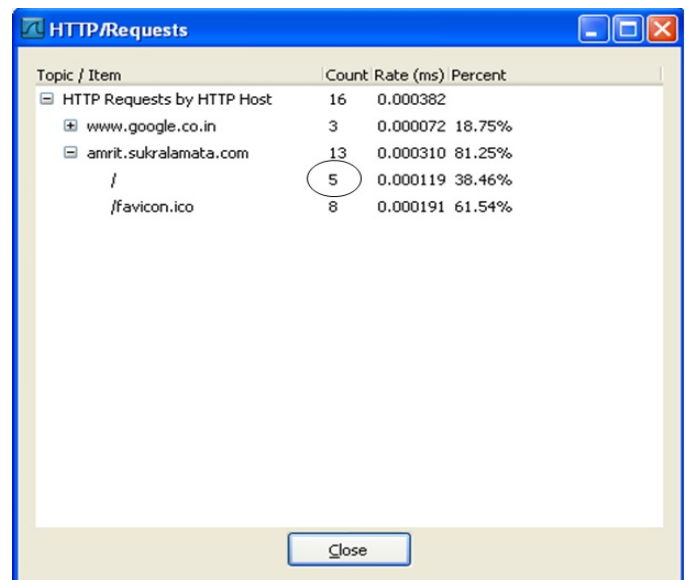 HTTP/Requests
Topic / Item Count Rate (ms) Percent
HTTP Requests by HTTP Host 16 0.000382
www.google.co.in 3 0.000072 18.75%
amrit.sukralamata.com 13 0.000310 81.25%
/ 5 0.000119 38.46%
/favicon.ico 8 0.000191 61.54%
Close